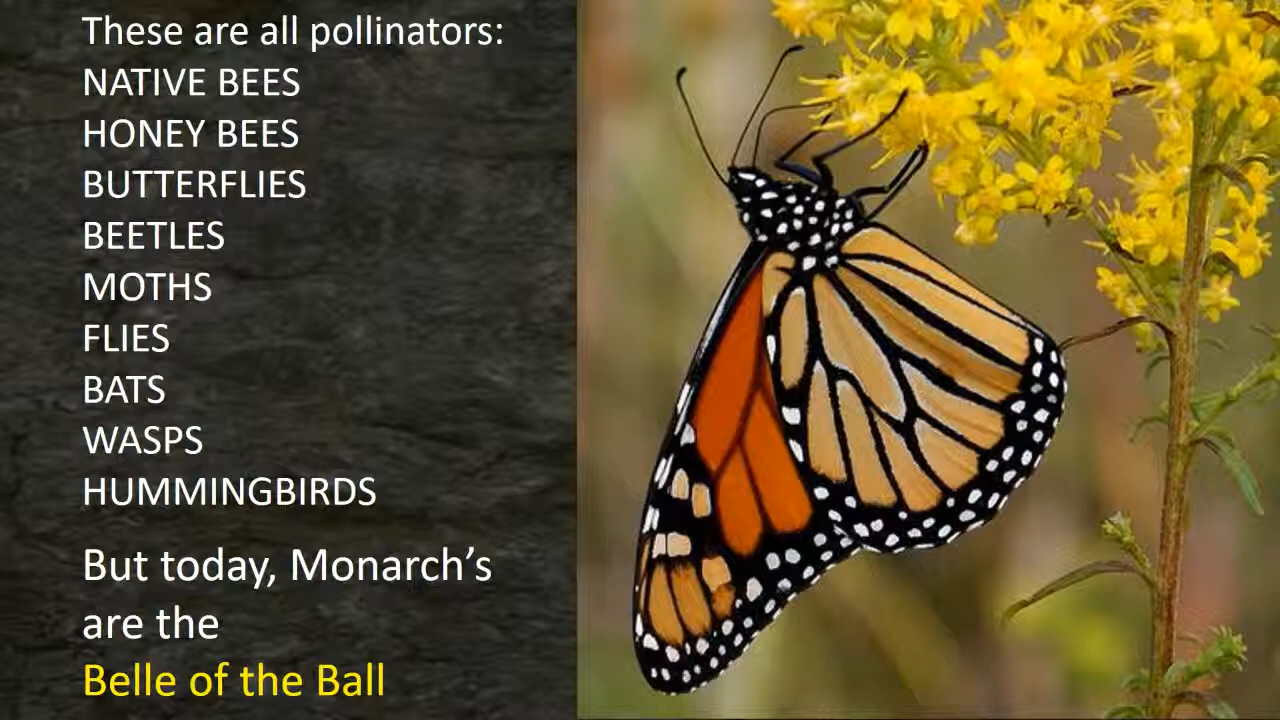 These are all pollinators:
NATIVE BEES
HONEY BEES
BUTTERFLIES
BEETLES
MOTHS
FLIES
BATS
WASPS
HUMMINGBIRDS
But today, Monarch’s
are the
Belle of the Ball